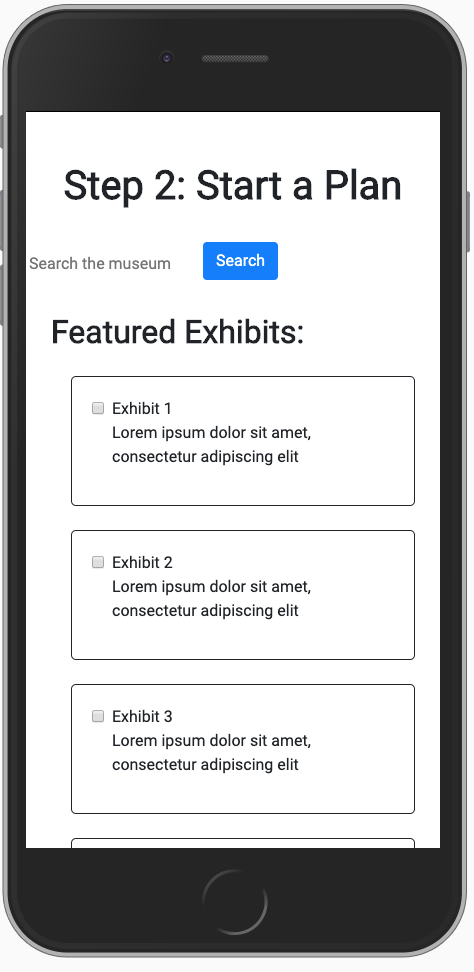 Step 2: Start a Plan
Search the museum
Search
Featured Exhibits:
Exhibit 1
Lorem ipsum dolor sit amet,
consectetur adipiscing elit
Exhibit 2
Lorem ipsum dolor sit amet,
consectetur adipiscing elit
Exhibit 3
Lorem ipsum dolor sit amet,
consectetur adipiscing elit